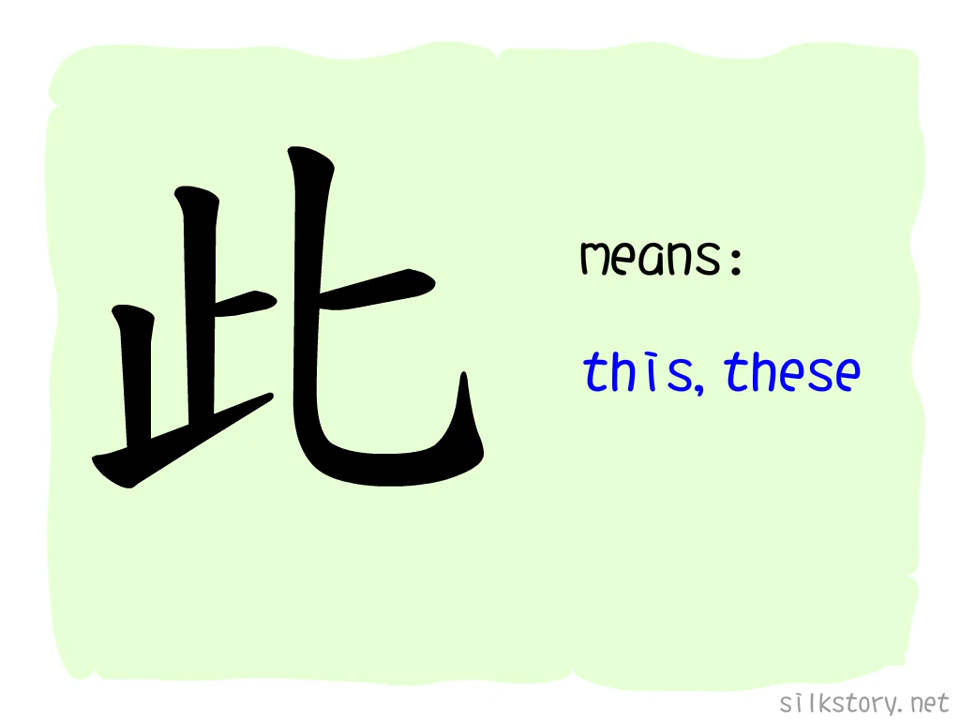 此
means:
this, these
silkstory.net